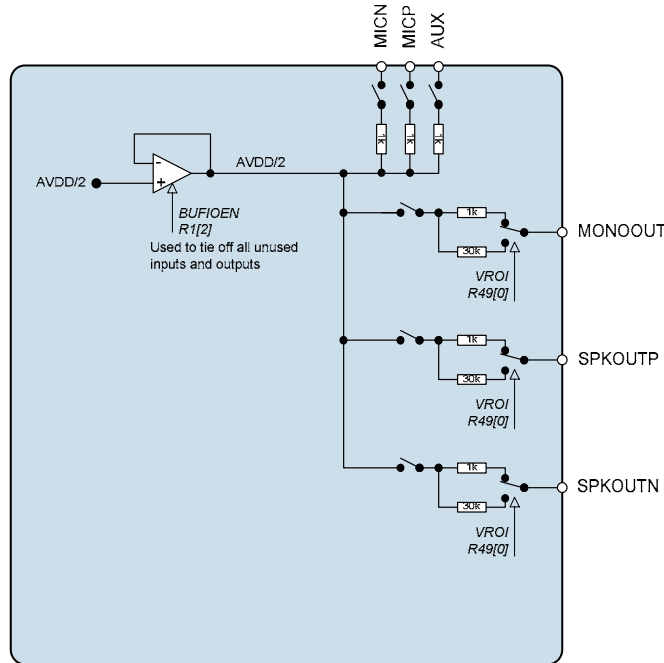 MICN
MICP
AUX
1k
1k
1k
AVDD/2
-
+
AVDD/2
BUFIOEN
R1[2]
Used to tie off all unused
inputs and outputs
1k
30k
MONOOUT
VROI
R49[0]
1k
30k
SPKOUTP
VROI
R49[0]
1k
30k
SPKOUTN
VROI
R49[0]